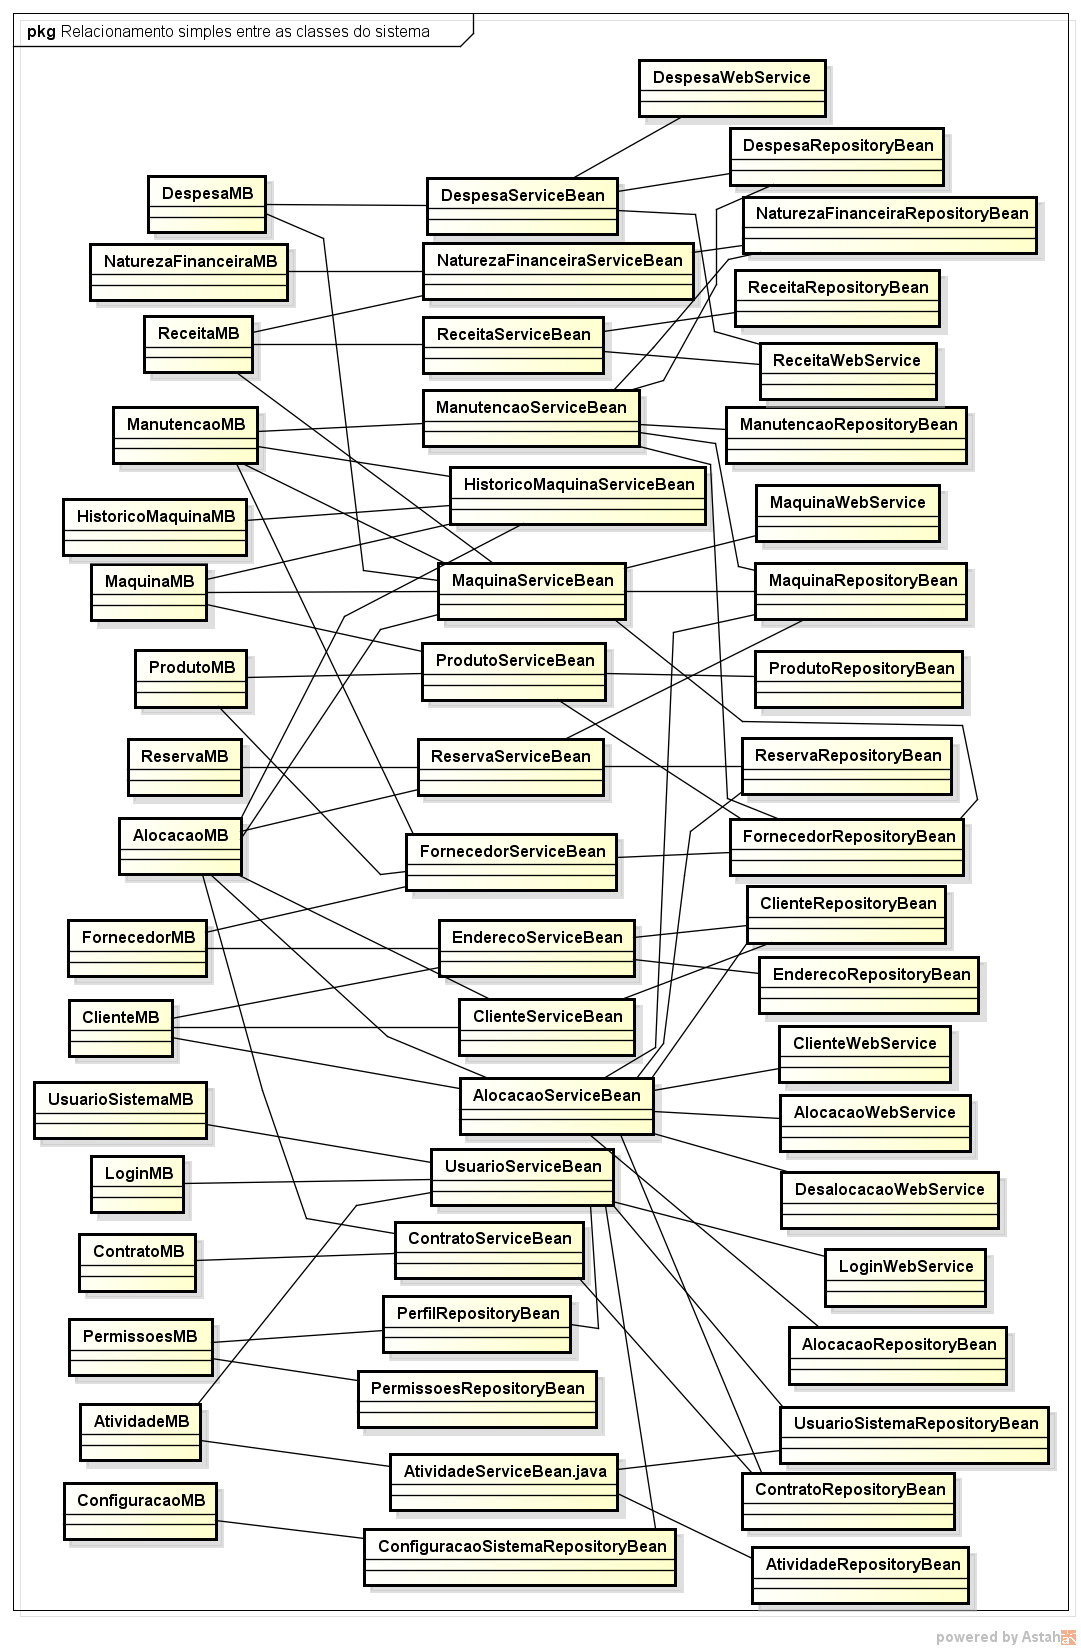 pkg Relacionamento simples entre as classes do sistema
DespesaWebService
DespesaRepositoryBean
DespesaMB
DespesaServiceBean
NaturezaFinanceiraRepositoryBean
NaturezaFinanceiraMB
NaturezaFinanceiraServiceBean
ReceitaRepositoryBean
ReceitaMB
ReceitaServiceBean
ReceitaWebService
ManutencaoServiceBean
ManutencaoMB
ManutencaoRepositoryBean
HistoricoMaquinaServiceBean
MaquinaWebService
HistoricoMaquinaMB
MaquinaMB
MaquinaServiceBean
MaquinaRepositoryBean
ProdutoMB
ProdutoServiceBean
ProdutoRepositoryBean
ReservaMB
ReservaServiceBean
ReservaRepositoryBean
AlocacaoMB
FornecedorServiceBean
FornecedorRepositoryBean
ClienteRepositoryBean
FornecedorMB
EnderecoServiceBean
EnderecoRepositoryBean
ClienteMB
ClienteServiceBean
ClienteWebService
UsuarioSistemaMB
AlocacaoServiceBean
AlocacaoWebService
LoginMB
UsuarioServiceBean
DesalocacaoWebService
ContratoMB
ContratoServiceBean
LoginWebService
PermissoesMB
PerfilRepositoryBean
AlocacaoRepositoryBean
PermissoesRepositoryBean
AtividadeMB
UsuarioSistemaRepositoryBean
AtividadeServiceBean.java
ContratoRepositoryBean
ConfiguracaoMB
ConfiguracaoSistemaRepositoryBean
AtividadeRepositoryBean
powered by Astah